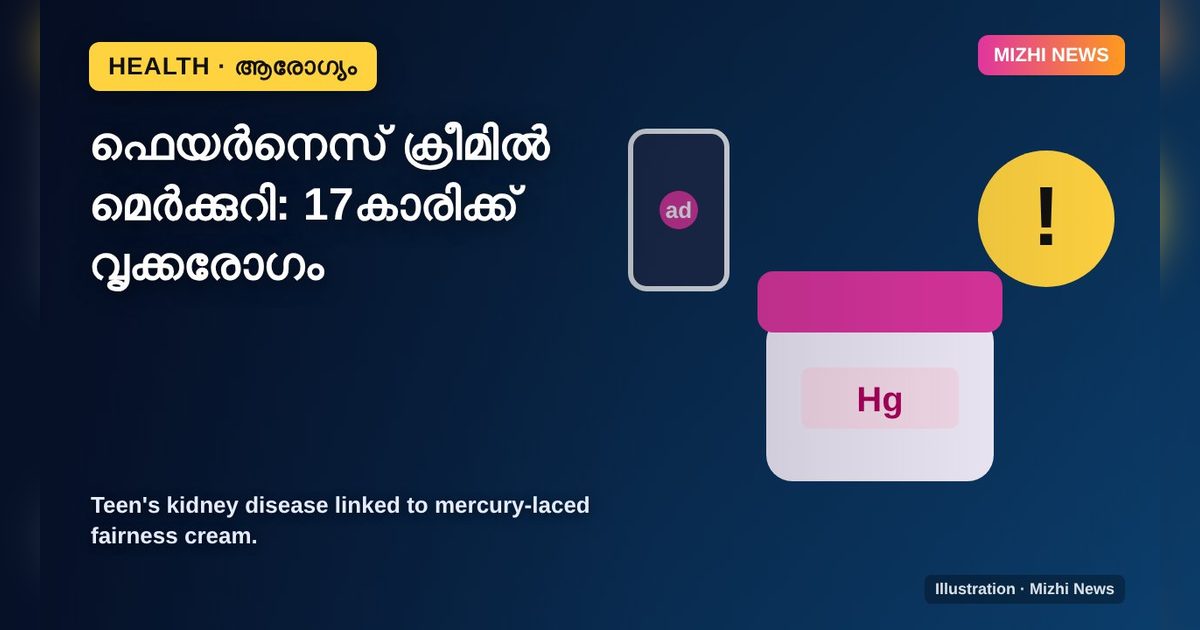 HEALTH · ആരോഗ്യം
MIZHI NEWS
ഫെയർനെസ് ക്രീമിൽ
മെർക്കുറി: 17കാരിക്ക്
വൃക്കരോഗം
ad
!
Hg
Teen's kidney disease linked to mercury-laced
fairness cream.
Illustration · Mizhi News